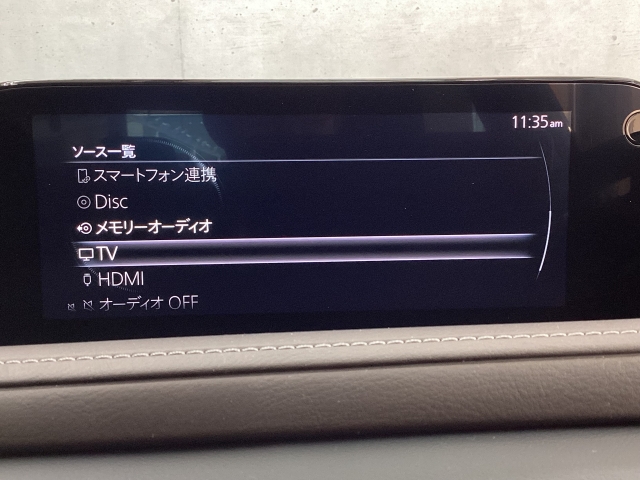 11:35am
ソース一覧
スマートフォン連携
Disc
メモリーオーディオ
TV
HDMI
オーディオ OFF